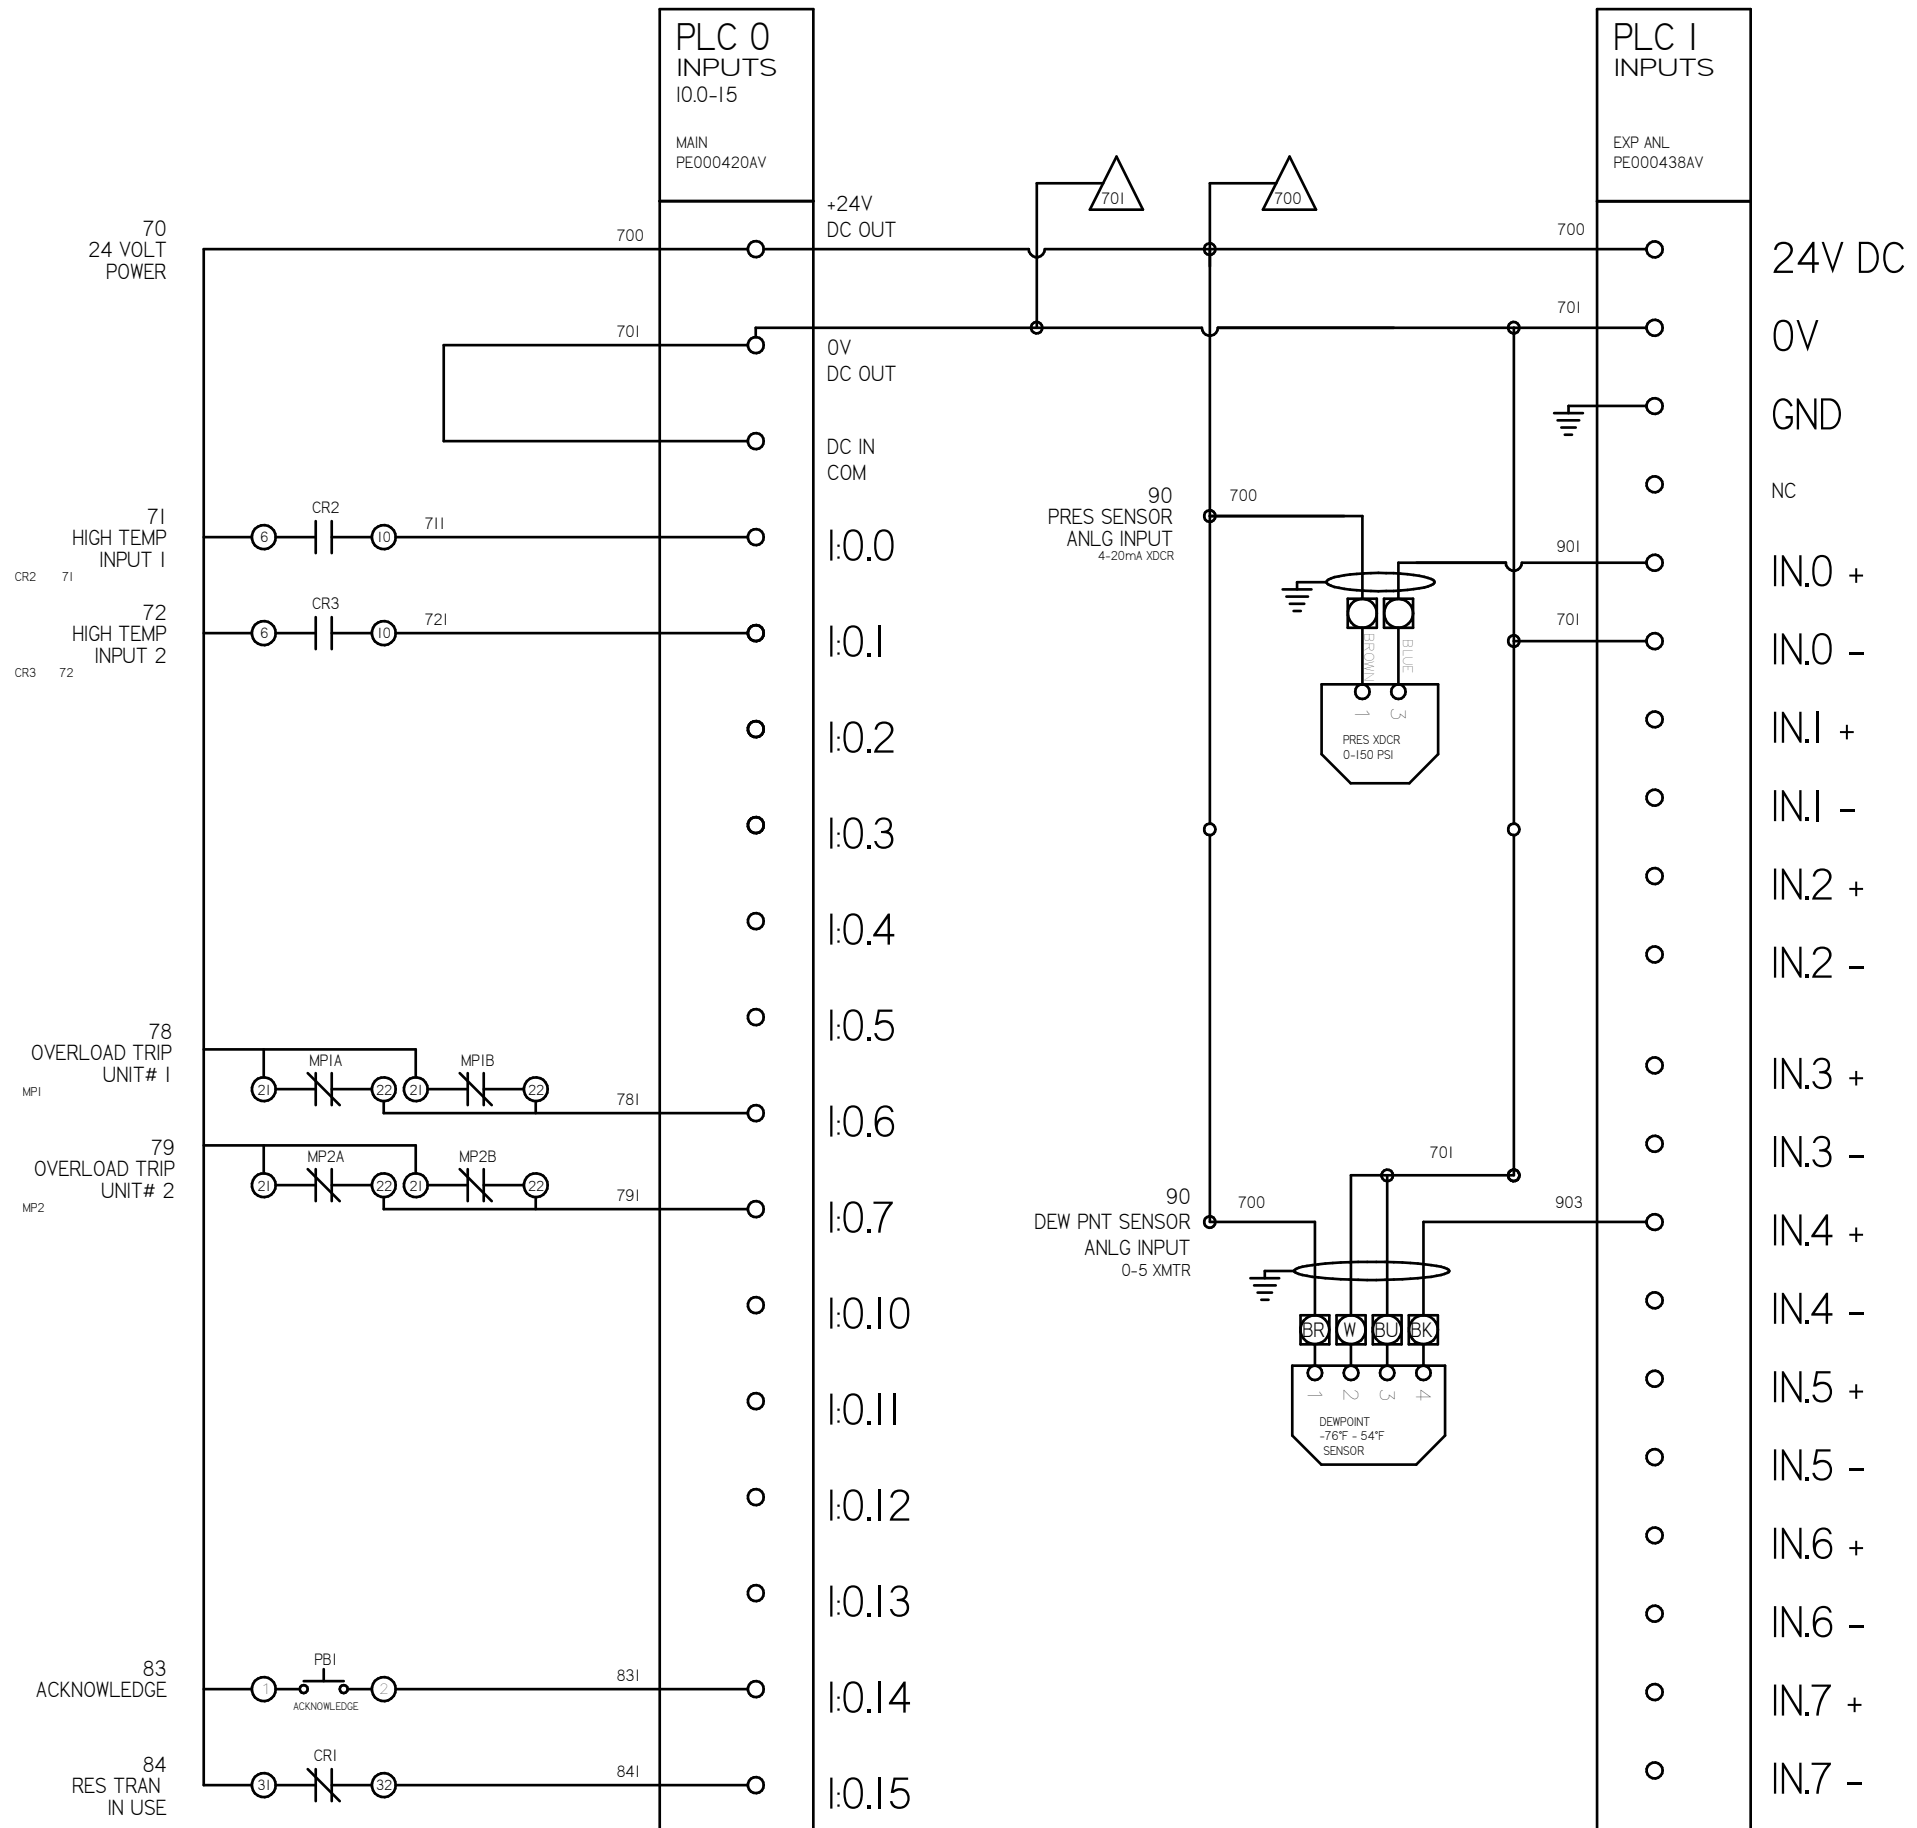 PLC 0
INPUTS
I0.0-I5
MAIN
PE000420AV
PLC 1
INPUTS
EXP ANL
PE000438AV
701
700
+24V
DC OUT
70
24 VOLT
POWER
700
700
24V DC
701
0V
DC OUT
701
0V
GND
DC IN
COM
NC
71
HIGH TEMP
INPUT 1
CR2 71
CR2
6
10
711
I:0.0
72
HIGH TEMP
INPUT 2
CR3 72
CR3
6
10
721
I:0.1
I:0.2
I:0.3
I:0.4
I:0.5
78
OVERLOAD TRIP
UNIT# 1
MP1
MP1A
21
22
MP1B
21
22
781
I:0.6
79
OVERLOAD TRIP
UNIT# 2
MP2
MP2A
21
22
MP2B
21
22
791
I:0.7
I:0.10
I:0.11
I:0.12
I:0.13
83
ACKNOWLEDGE
PB1
1
2
ACKNOWLEDGE
831
I:0.14
84
RES TRAN
IN USE
CR1
31
32
841
I:0.15
90
PRES SENSOR
ANLG INPUT
4-20mA XDCR
700
BROWN
BLUE
1
3
PRES XDCR
0-150 PSI
901
IN.0 +
701
IN.0 -
IN.1 +
IN.1 -
IN.2 +
IN.2 -
IN.3 +
IN.3 -
90
DEW PNT SENSOR
ANLG INPUT
0-5 XMTR
700
701
BR
W
BU
BK
1
2
3
4
DEWPOINT
-76°F - 54°F
SENSOR
903
IN.4 +
IN.4 -
IN.5 +
IN.5 -
IN.6 +
IN.6 -
IN.7 +
IN.7 -